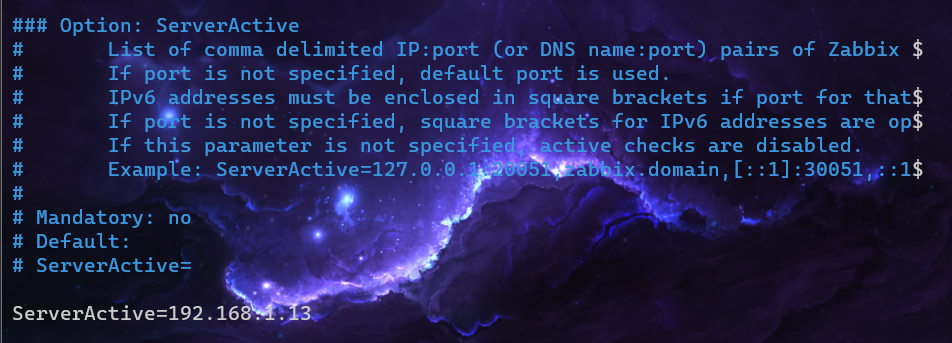 ### Option: ServerActive
#       List of comma delimited IP:port (or DNS name:port) pairs of Zabbix $
#       If port is not specified, default port is used.
#       IPv6 addresses must be enclosed in square brackets if port for that$
#       If port is not specified, square brackets for IPv6 addresses are op$
#       If this parameter is not specified, active checks are disabled.
#       Example: ServerActive=127.0.0.1:20051,zabbix.domain,[::1]:30051,::1$
#
# Mandatory: no
# Default:
# ServerActive=
ServerActive=192.168.1.13